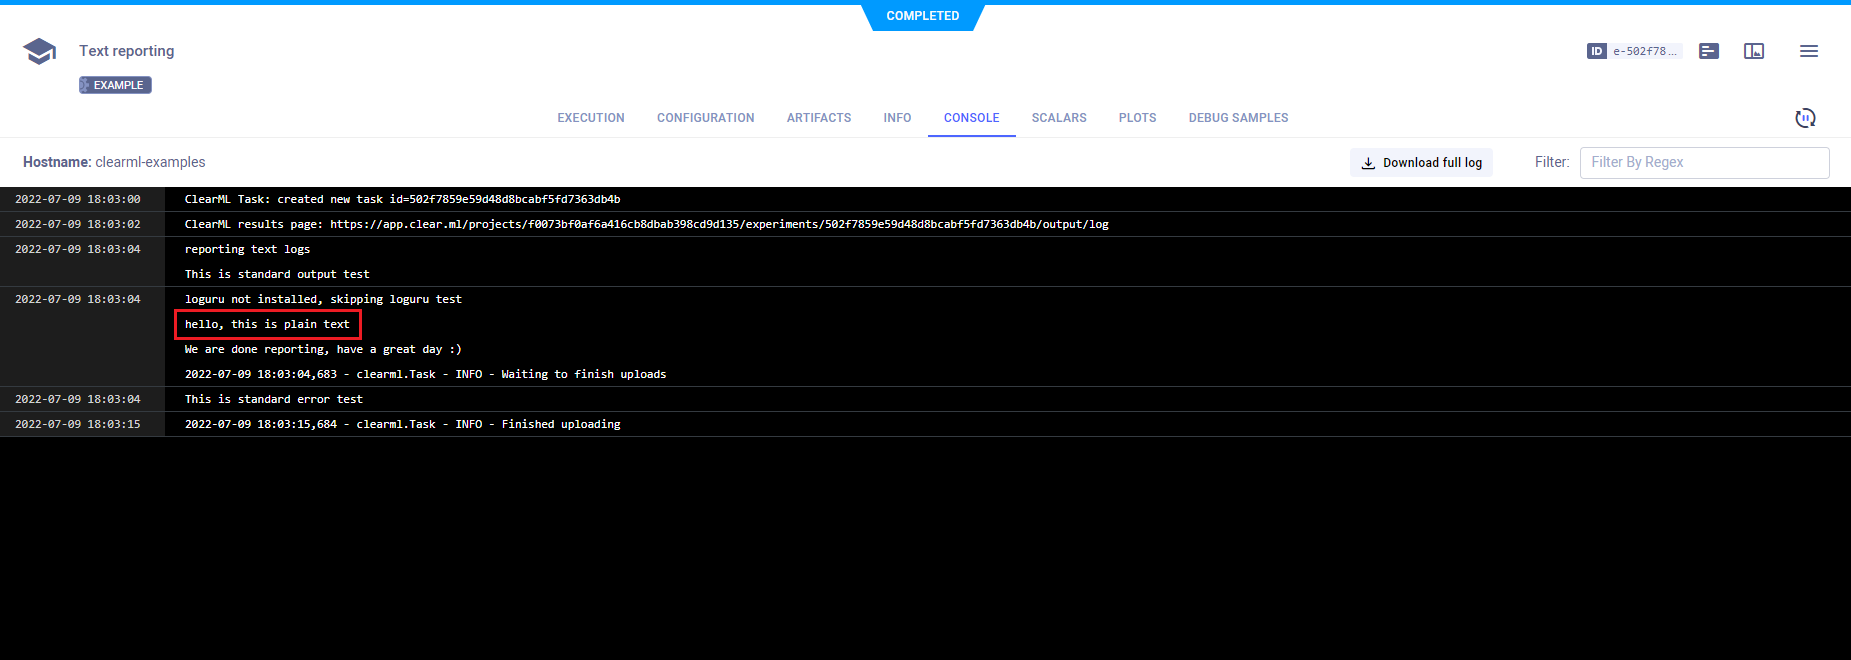 COMPLETED
Text reporting
ID e-502f78...
EXAMPLE
EXECUTION CONFIGURATION ARTIFACTS INFO CONSOLE SCALARS PLOTS DEBUG SAMPLES
Hostname: clearml-examples
Download full log
Filter: Filter By Regex
2022-07-09 18:03:00 ClearML Task: created new task id=502f7859e59d48d8bcabf5fd7363db4b
2022-07-09 18:03:02 ClearML results page: https://app.clear.ml/projects/f0073bf0af6a416cb8dbab398cd9d135/experiments/502f7859e59d48d8bcabf5fd7363db4b/output/log
2022-07-09 18:03:04 reporting text logs
This is standard output test
2022-07-09 18:03:04 loguru not installed, skipping loguru test
hello, this is plain text
We are done reporting, have a great day :)
2022-07-09 18:03:04,683 - clearml.Task - INFO - Waiting to finish uploads
2022-07-09 18:03:04 This is standard error test
2022-07-09 18:03:15 2022-07-09 18:03:15,684 - clearml.Task - INFO - Finished uploading